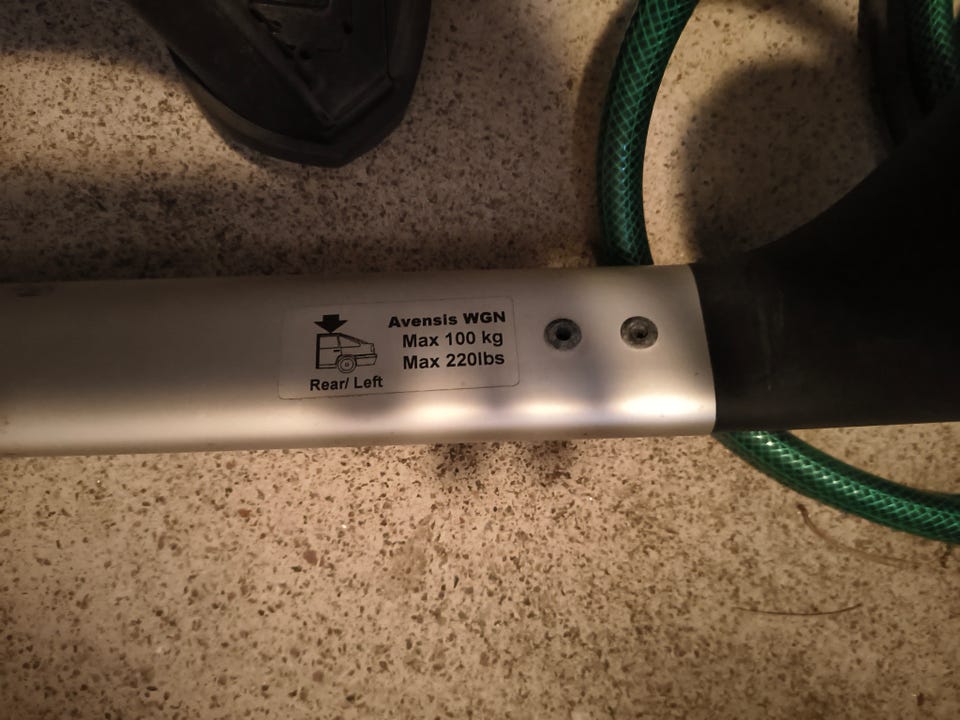 Avensis WGN
Max 100 kg
Max 220lbs
Rear/ Left